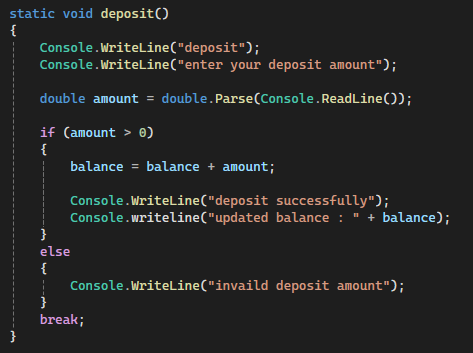 static void deposit()
{
    Console.WriteLine("deposit");
    Console.WriteLine("enter your deposit amount");

    double amount = double.Parse(Console.ReadLine());

    if (amount > 0)
    {
        balance = balance + amount;

        Console.WriteLine("deposit successfully");
        Console.writeline("updated balance : " + balance);
    }
    else
    {
        Console.WriteLine("invaild deposit amount");
    }
    break;
}